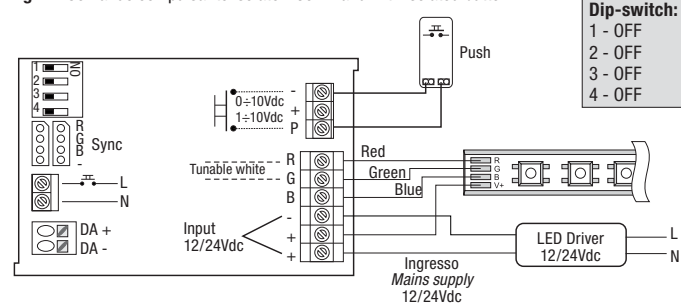 Dip-switch:
1 - OFF
2 - OFF
3 - OFF
4 - OFF
Push
1
2
3
4
ON
R
G
B
-
Sync
L
N
DA +
DA -
0÷10Vdc
1÷10Vdc
-
+
P
Tunable white
R
G
B
-
+
+
Input
12/24Vdc
Red
Green
Blue
R
G
B
V+
LED Driver
12/24Vdc
L
N
Ingresso
Mains supply
12/24Vdc